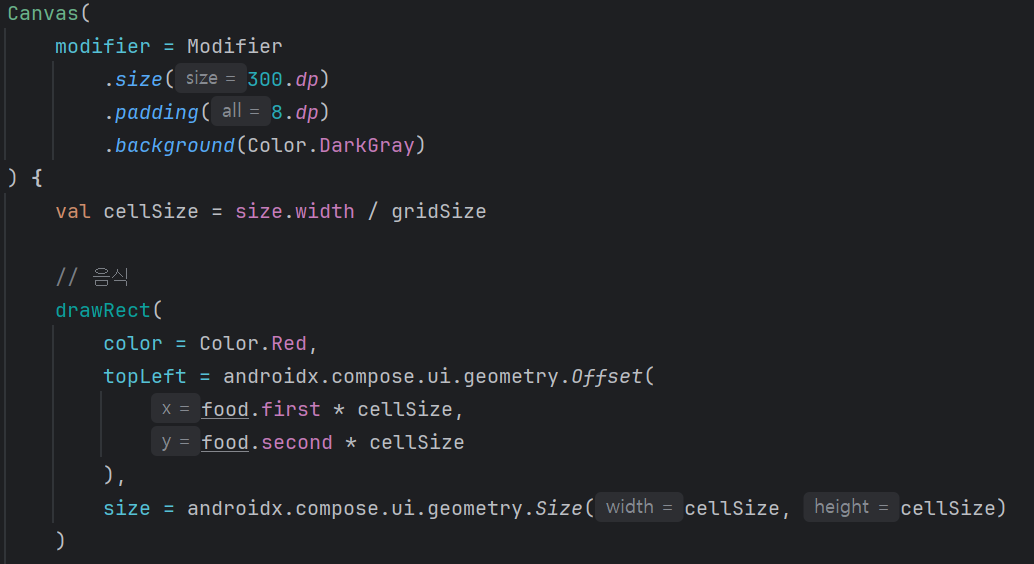 Canvas(
modifier = Modifier
.size( size = 300.dp)
.padding( all = 8.dp)
.background(Color.DarkGray)
) {
val cellSize = size.width / gridSize
// 음식
drawRect(
color = Color.Red,
topLeft = androidx.compose.ui.geometry.Offset(
x = food.first * cellSize,
y = food.second * cellSize
),
size = androidx.compose.ui.geometry.Size( width = cellSize, height = cellSize)
)